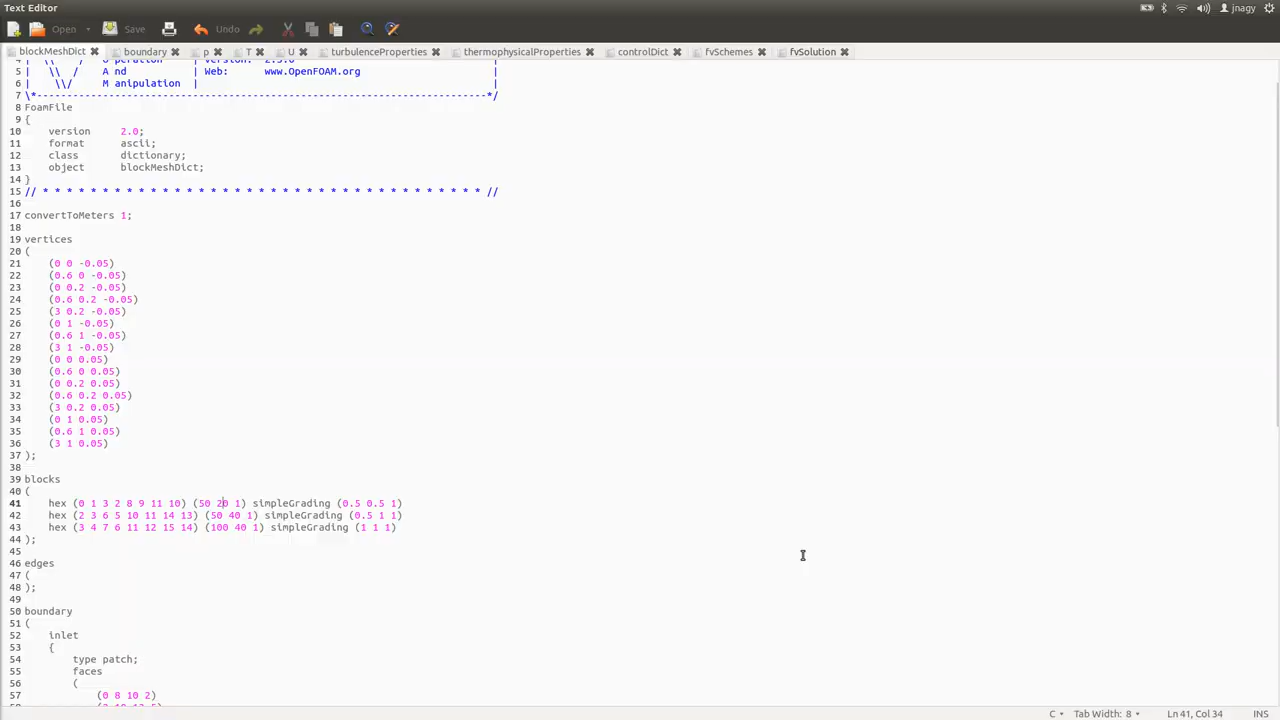 Text Editor
jnagy
Open Save Undo
blockMeshDict boundary p T U turbulenceProperties thermophysicalProperties controlDict fvSchemes fvSolution
5 | \\ / A nd | Web: www.OpenFOAM.org |
6 | \\/ M anipulation | |
7 \*---------------------------------------------------------------------------*/
8 FoamFile
9 {
10 version 2.0;
11 format ascii;
12 class dictionary;
13 object blockMeshDict;
14 }
15 // * * * * * * * * * * * * * * * * * * * * * * * * * * * * * * * * * * * * * //
16
17 convertToMeters 1;
18
19 vertices
20 (
21 (0 0 -0.05)
22 (0.6 0 -0.05)
23 (0 0.2 -0.05)
24 (0.6 0.2 -0.05)
25 (3 0.2 -0.05)
26 (0 1 -0.05)
27 (0.6 1 -0.05)
28 (3 1 -0.05)
29 (0 0 0.05)
30 (0.6 0 0.05)
31 (0 0.2 0.05)
32 (0.6 0.2 0.05)
33 (3 0.2 0.05)
34 (0 1 0.05)
35 (0.6 1 0.05)
36 (3 1 0.05)
37 );
38
39 blocks
40 (
41 hex (0 1 3 2 8 9 11 10) (50 20 1) simpleGrading (0.5 0.5 1)
42 hex (2 3 6 5 10 11 14 13) (50 40 1) simpleGrading (0.5 1 1)
43 hex (3 4 7 6 11 12 15 14) (100 40 1) simpleGrading (1 1 1)
44 );
45
46 edges
47 (
48 );
49
50 boundary
51 (
52 inlet
53 {
54 type patch;
55 faces
56 (
57 (0 8 10 2)
C Tab Width: 8 Ln 41, Col 34 INS